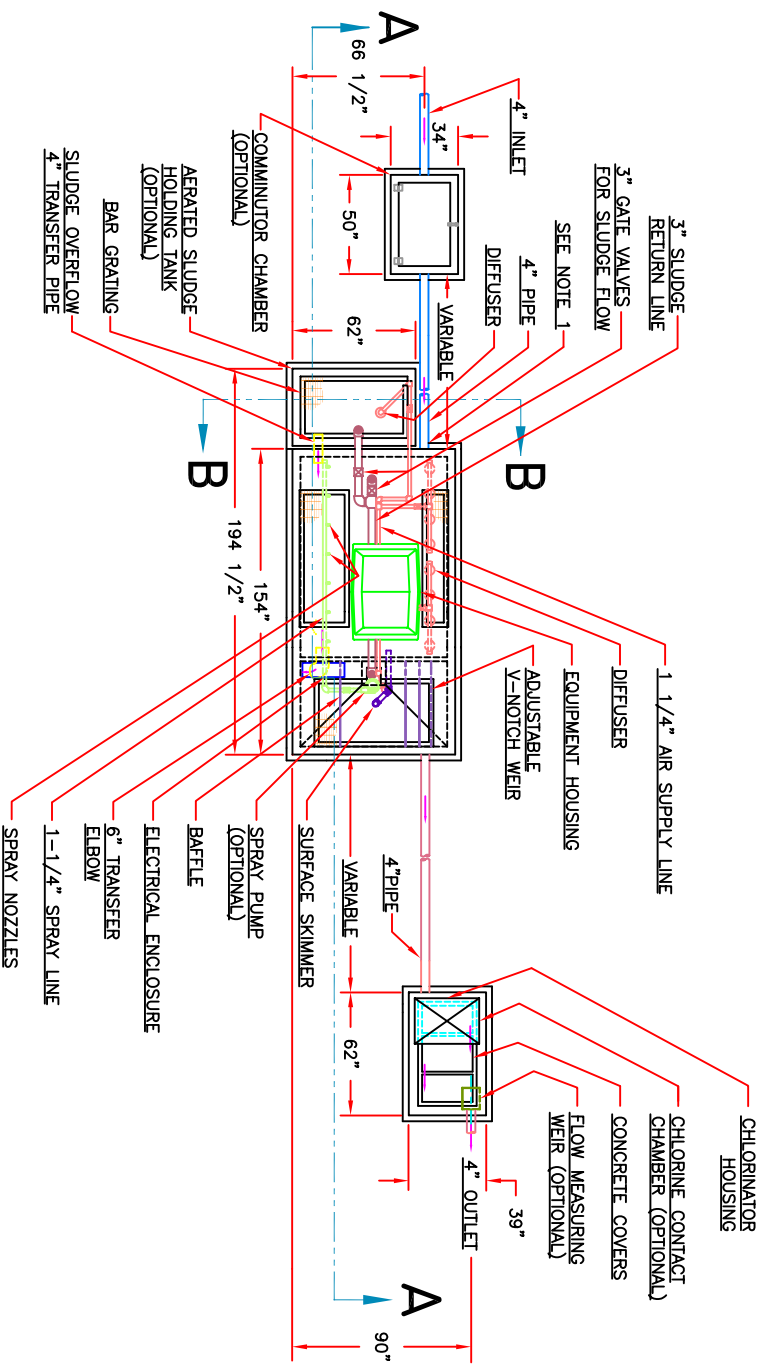 CHLORINATOR
HOUSING
CHLORINE CONTACT
CHAMBER (OPTIONAL)
CONCRETE COVERS
FLOW MEASURING
WEIR (OPTIONAL)
4" OUTLET
39"
90"
A
62"
4"PIPE
VARIABLE
1 1/4" AIR SUPPLY LINE
DIFFUSER
EQUIPMENT HOUSING
ADJUSTABLE
V-NOTCH WEIR
3" SLUDGE
RETURN LINE
3" GATE VALVES
FOR SLUDGE FLOW
SEE NOTE 1
4" PIPE
DIFFUSER
VARIABLE
4" INLET
34"
50"
66 1/2"
A
62"
B
B
154"
194 1/2"
COMMINUTOR CHAMBER
(OPTIONAL)
AERATED SLUDGE
HOLDING TANK
(OPTIONAL)
BAR GRATING
SLUDGE OVERFLOW
4" TRANSFER PIPE
SURFACE SKIMMER
SPRAY PUMP
(OPTIONAL)
BAFFLE
ELECTRICAL ENCLOSURE
6" TRANSFER
ELBOW
1-1/4" SPRAY LINE
SPRAY NOZZLES